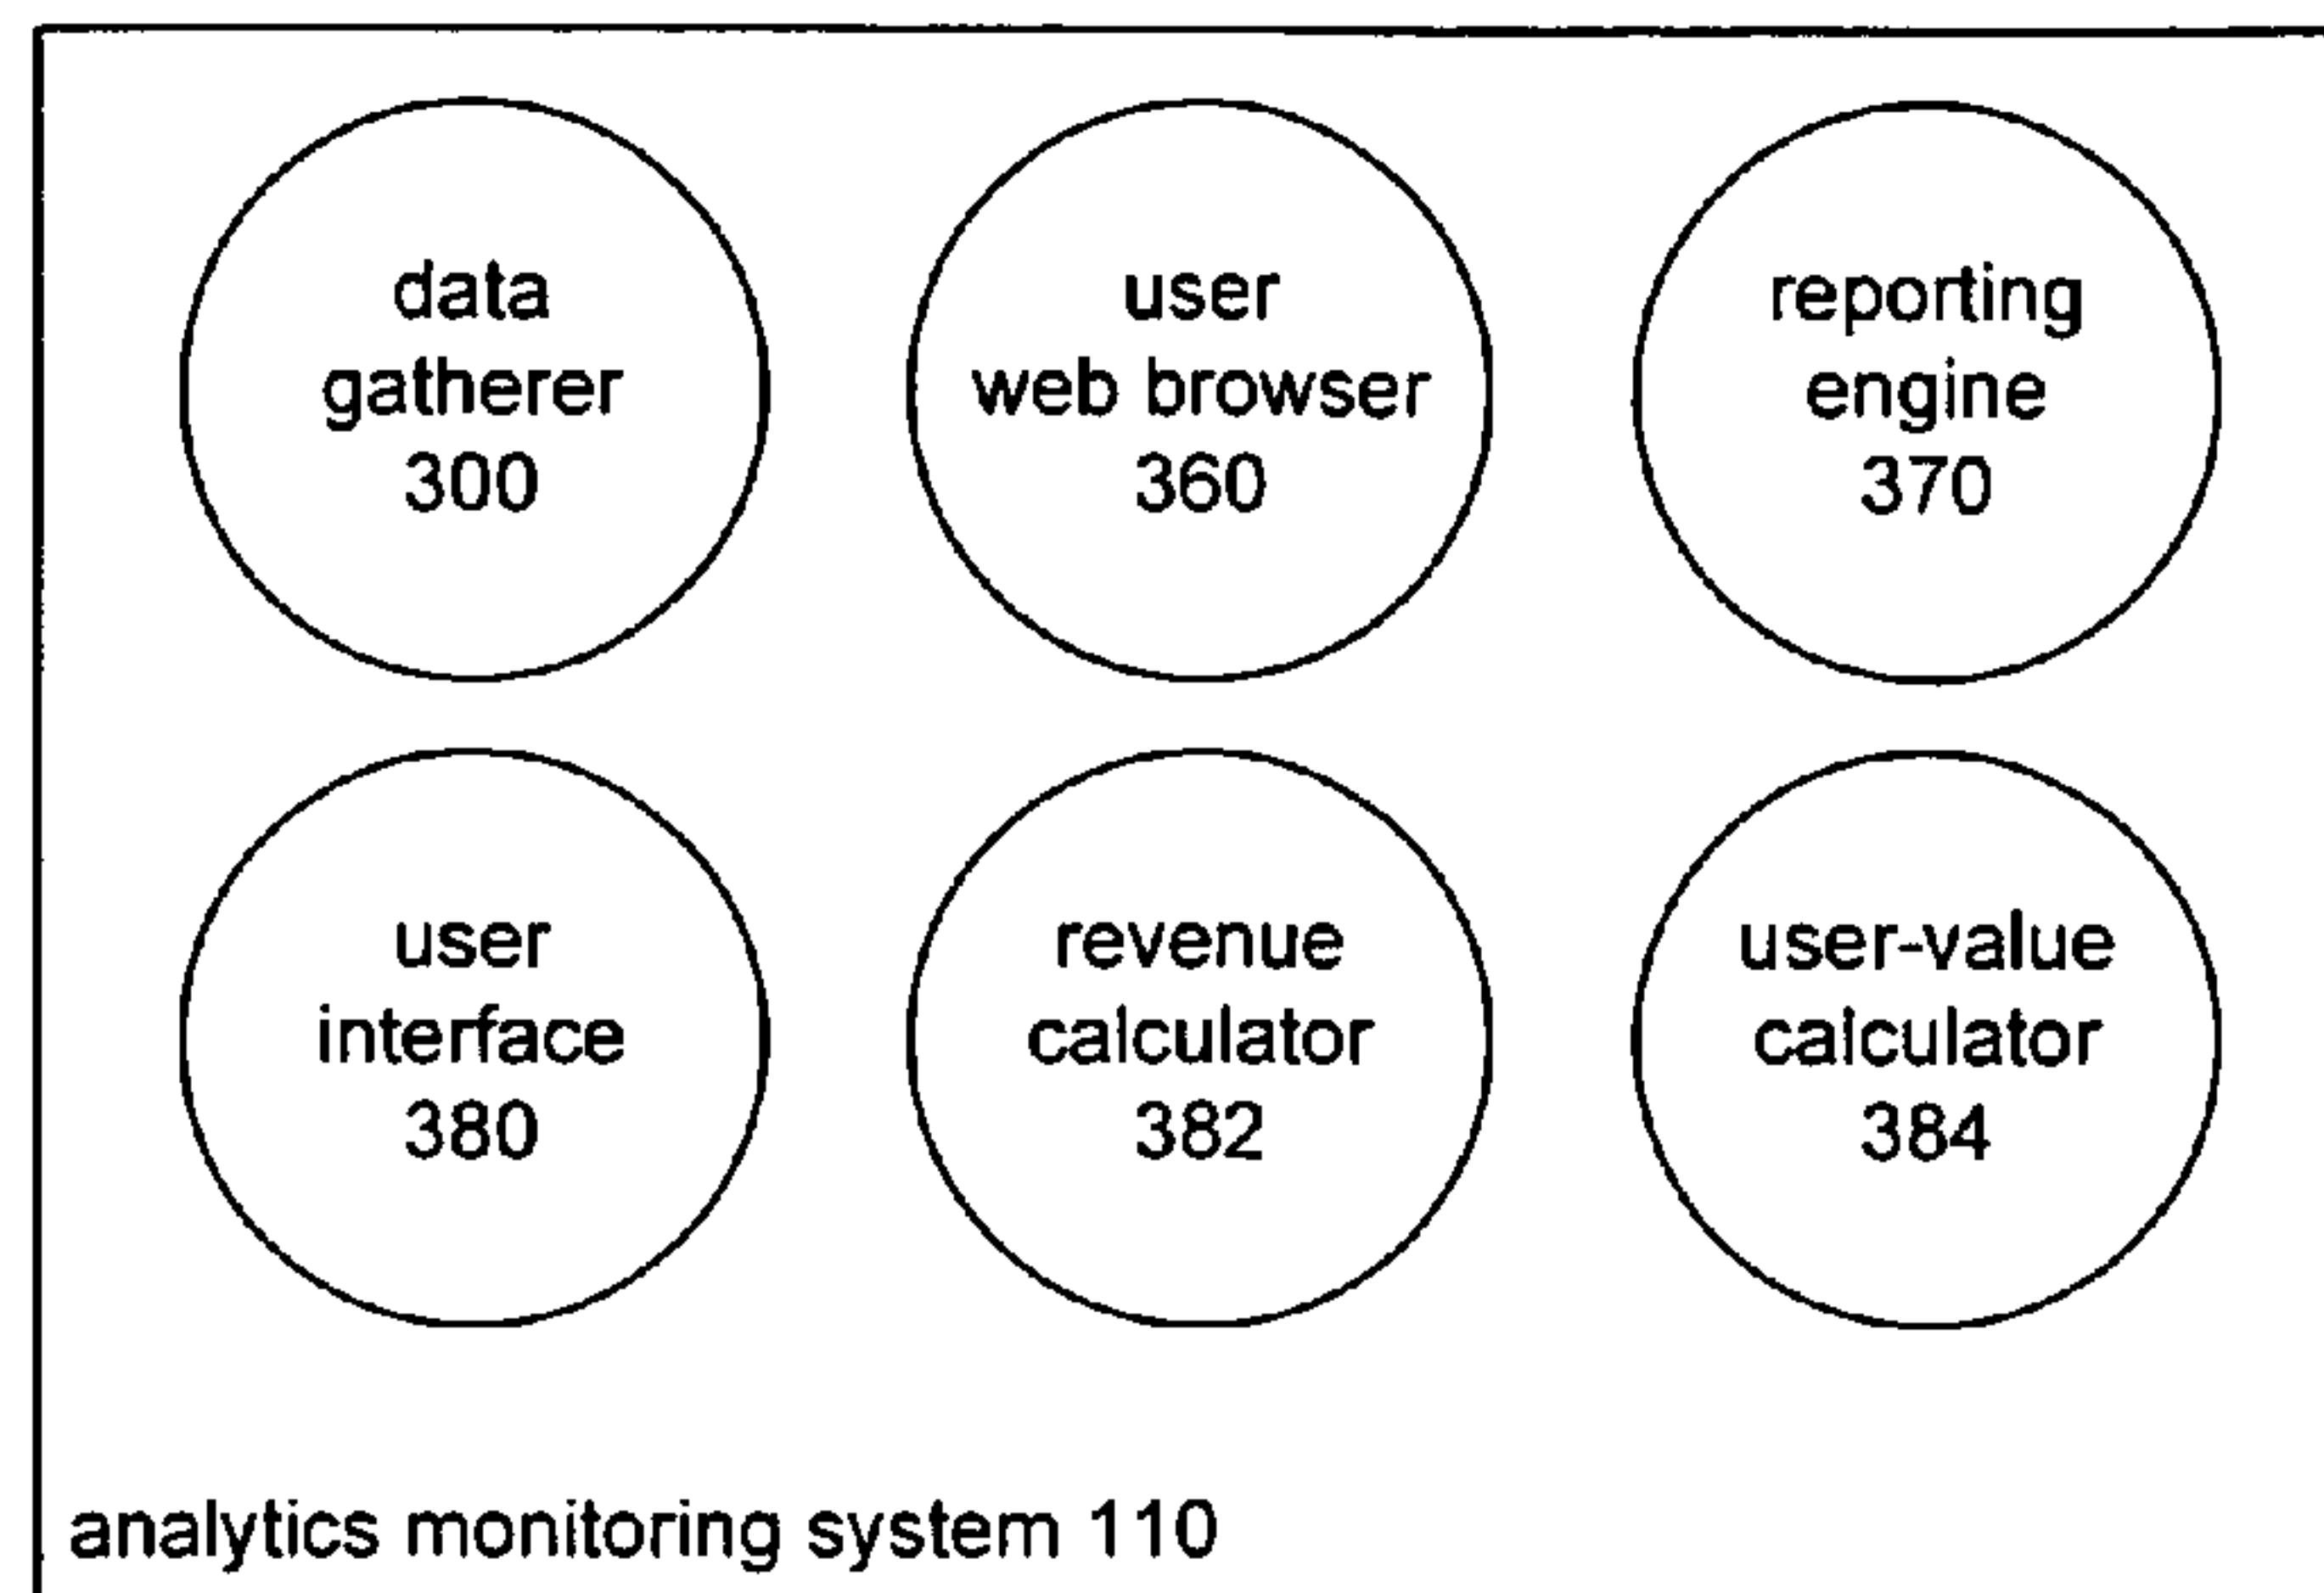 data
gatherer
300
user
web browser
360
reporting
engine
370
user
interface
380
revenue
calculator
382
user-value
calculator
384
analytics monitoring system 110